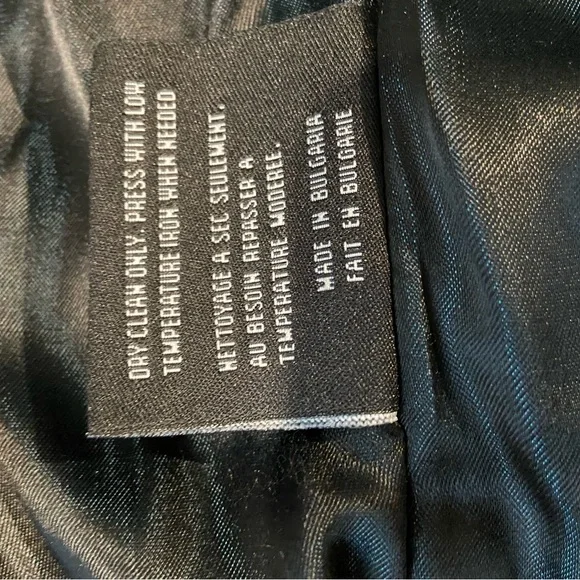 DRY CLEAN ONLY. PRESS WITH LOW
TEMPERATURE IRON WHEN NEEDED
NETTOYAGE A SEC SEULEMENT.
AU BESOIN REPASSER A
TEMPERATURE MODEREE.
MADE IN BULGARIA
FAIT EN BULGARIE